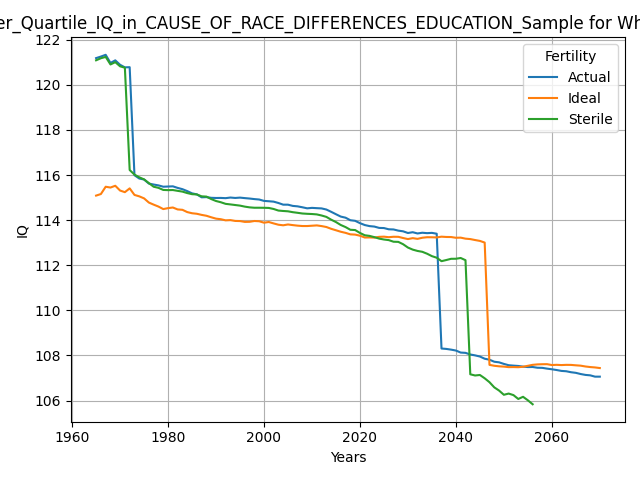 er_Quartile_IQ_in_CAUSE_OF_RACE_DIFFERENCES_EDUCATION_Sample for Wh
122
120
118
116
114
112
110
108
106
IQ
Fertility
Actual
Ideal
Sterile
1960
1980
2000
2020
2040
2060
Years